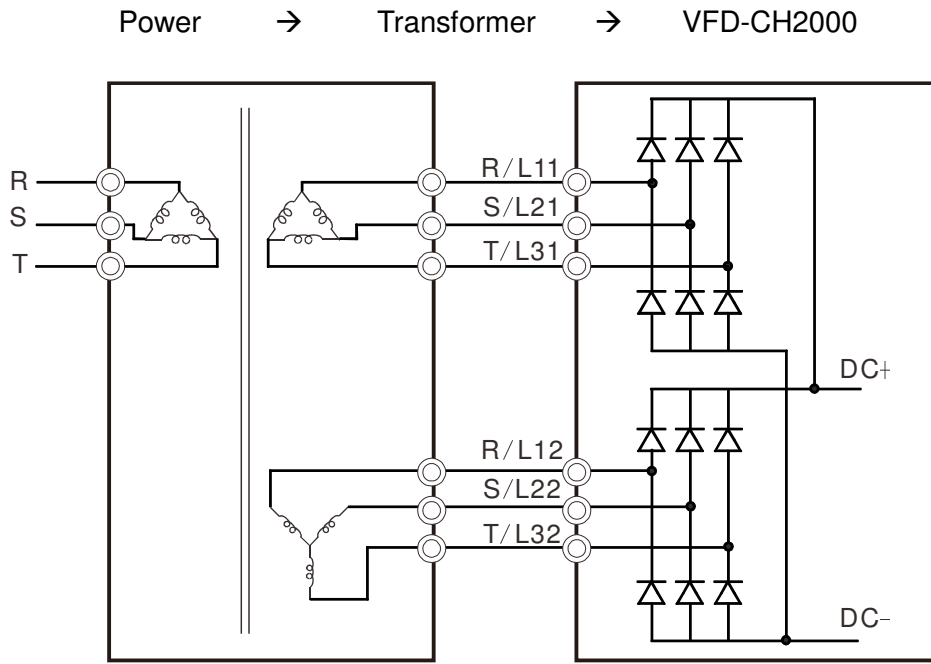 Power → Transformer → VFD-CH2000
R
S
T
R/L11
S/L21
T/L31
DC+
R/L12
S/L22
T/L32
DC-